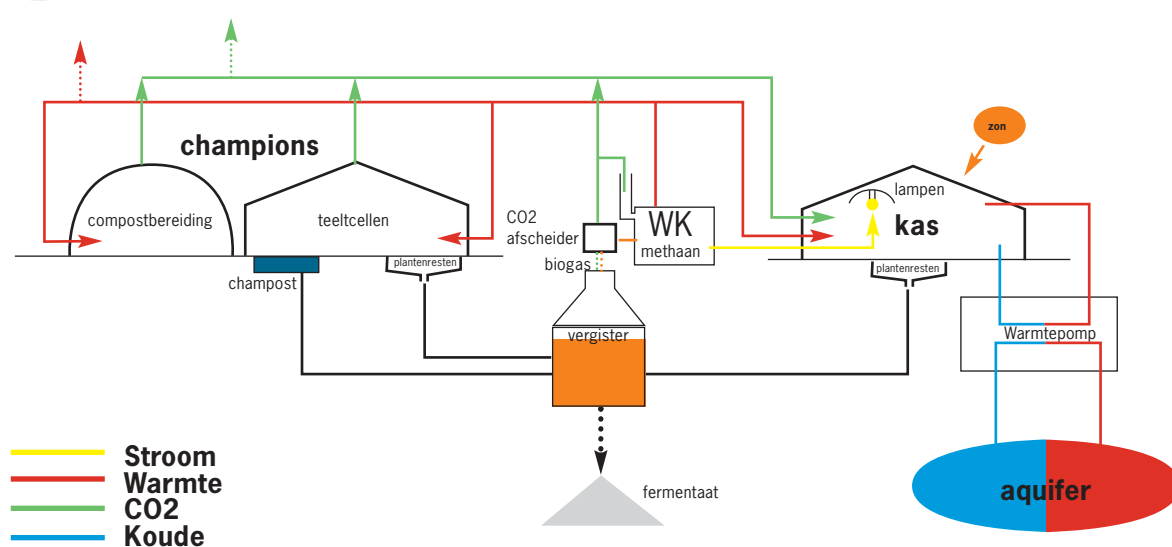 zon
champions
lampen
compostbereiding
teeltcellen
CO2
afscheider
WK
methaan
kas
biogas
plantenresten
plantenresten
champost
vergister
Warmtepomp
Stroom
Warmte
CO2
Koude
fermentaat
aquifer